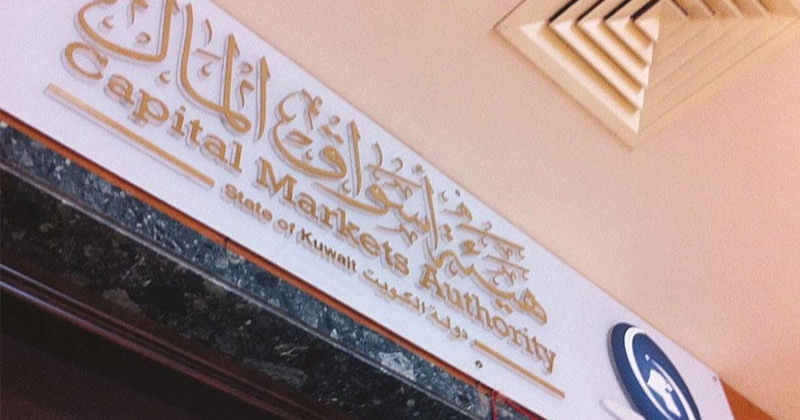 هيئة أسواق المال
Capital Markets Authority
State of Kuwait دولة الكويت